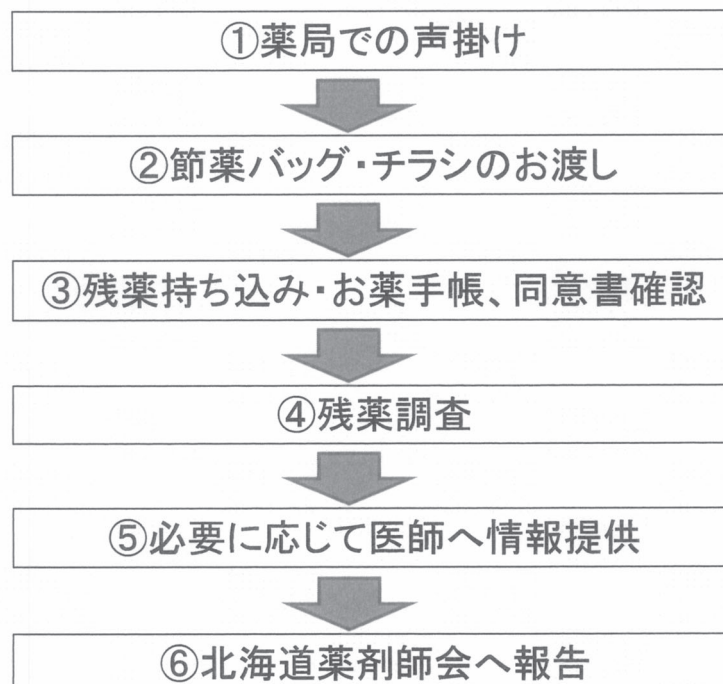 ①薬局での声掛け
②節薬バッグ・チラシのお渡し
③残薬持ち込み・お薬手帳、同意書確認
④残薬調査
⑤必要に応じて医師へ情報提供
⑥北海道薬剤師会へ報告